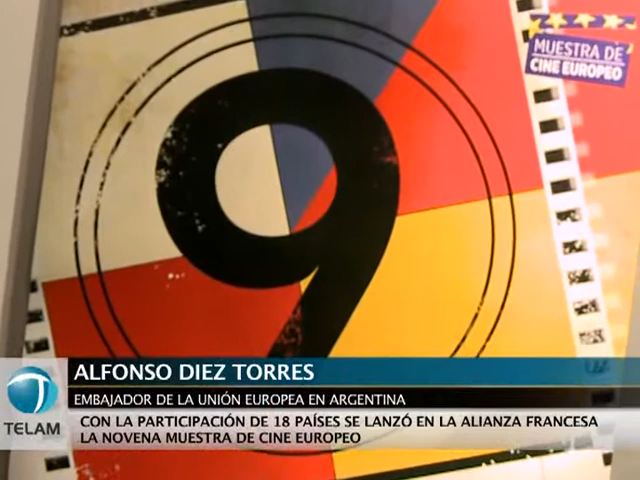 MUESTRA DE
CINE EUROPEO
9
ALFONSO DIEZ TORRES
EMBAJADOR DE LA UNIÓN EUROPEA EN ARGENTINA
TELAM
CON LA PARTICIPACIÓN DE 18 PAÍSES SE LANZÓ EN LA ALIANZA FRANCESA
LA NOVENA MUESTRA DE CINE EUROPEO